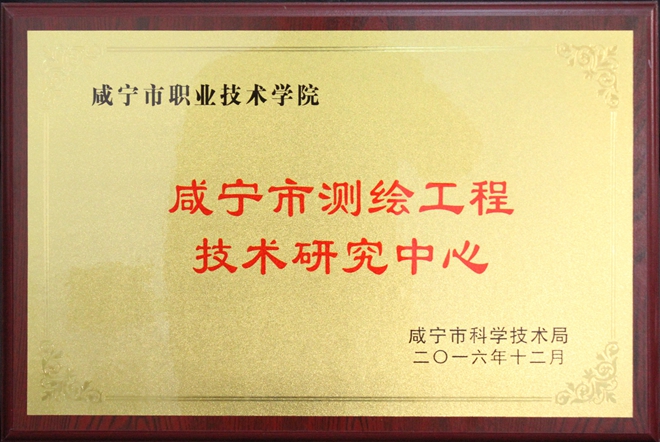 咸宁市职业技术学院
咸宁市测绘工程
技术研究中心
咸宁市科学技术局
二〇一六年十二月